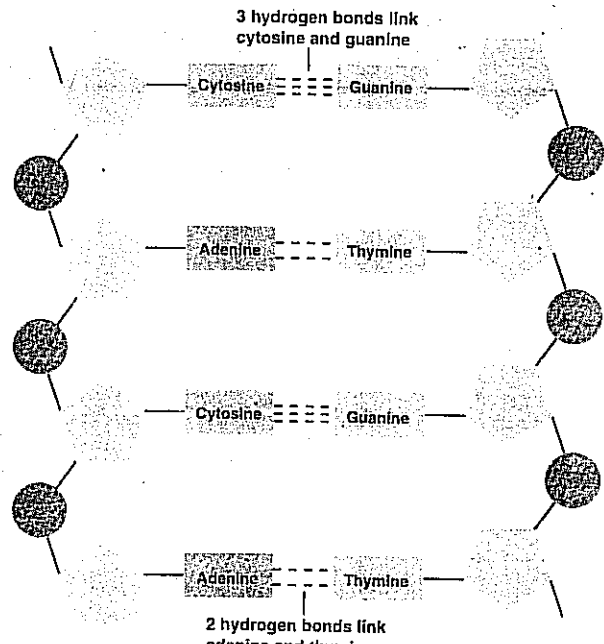 3 hydrogen bonds link
cytosine and guanine
Cytosine
Guanine
Adenine
Thymine
Cytosine
Guanine
Adenine
Thymine
2 hydrogen bonds link